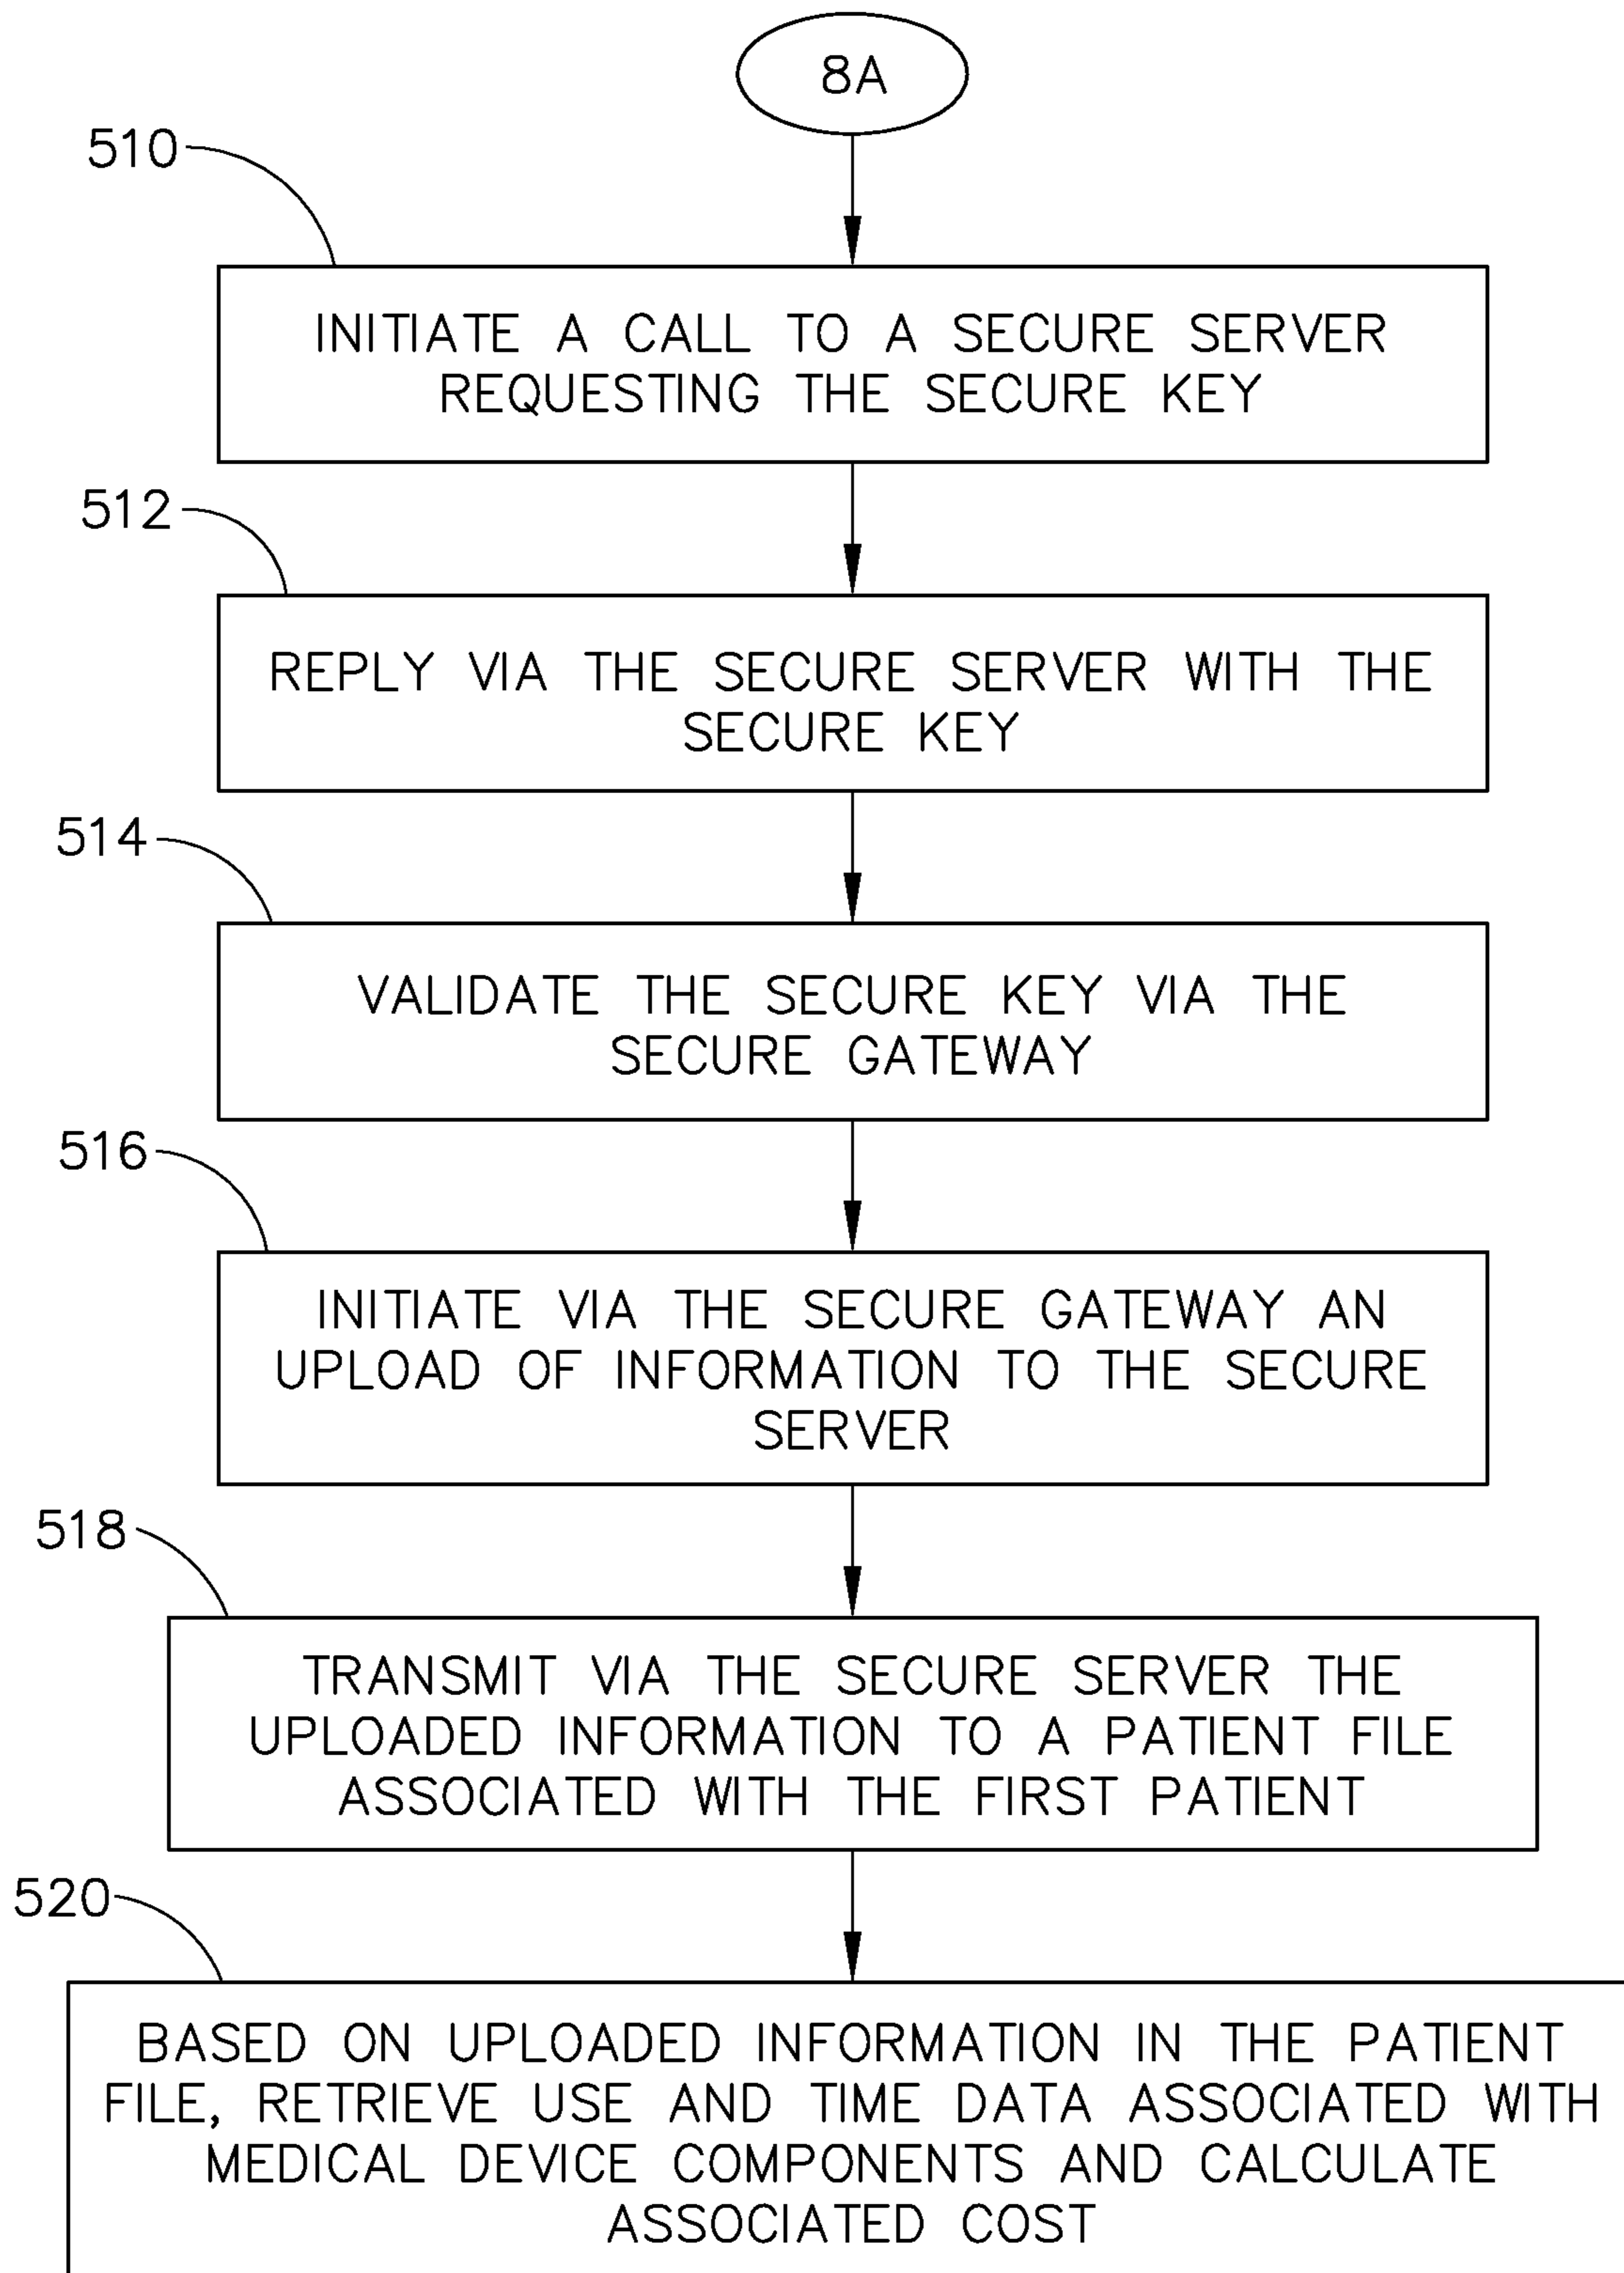 8A
510
INITIATE A CALL TO A SECURE SERVER
REQUESTING THE SECURE KEY
512
REPLY VIA THE SECURE SERVER WITH THE
SECURE KEY
514
VALIDATE THE SECURE KEY VIA THE
SECURE GATEWAY
516
INITIATE VIA THE SECURE GATEWAY AN
UPLOAD OF INFORMATION TO THE SECURE
SERVER
518
TRANSMIT VIA THE SECURE SERVER THE
UPLOADED INFORMATION TO A PATIENT FILE
ASSOCIATED WITH THE FIRST PATIENT
520
BASED ON UPLOADED INFORMATION IN THE PATIENT
FILE, RETRIEVE USE AND TIME DATA ASSOCIATED WITH
MEDICAL DEVICE COMPONENTS AND CALCULATE
ASSOCIATED COST